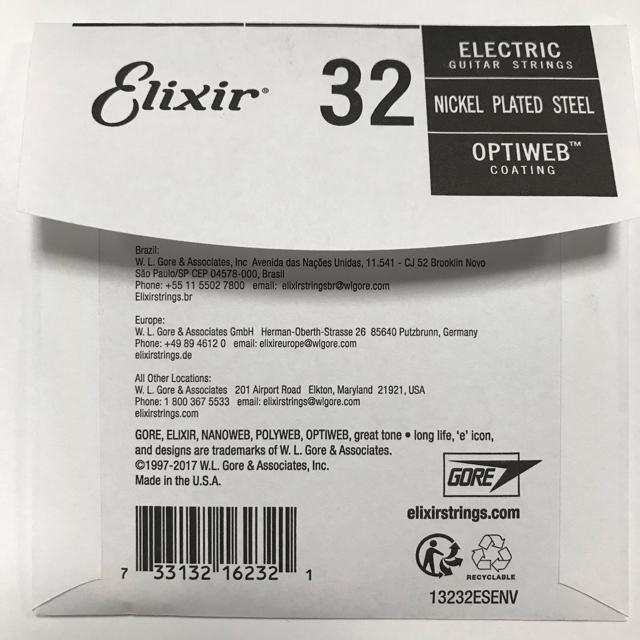 Elixir®
32
ELECTRIC
GUITAR STRINGS
NICKEL PLATED STEEL
OPTIWEB™
COATING
Brazil:
W. L. Gore & Associates, Inc Avenida das Nações Unidas, 11.541 - CJ 52 Brooklin Novo
São Paulo/SP CEP 04578-000, Brasil
Phone: +55 11 5502 7800 email: elixirstringsbr@wlgore.com
Elixirstrings.br
Europe:
W. L. Gore & Associates GmbH Herman-Oberth-Strasse 26 85640 Putzbrunn, Germany
Phone: +49 89 4612 0 email: elixireurope@wlgore.com
elixirstrings.de
All Other Locations:
W. L. Gore & Associates 201 Airport Road Elkton, Maryland 21921, USA
Phone: 1 800 367 5533 email: elixirstrings@wlgore.com
elixirstrings.com
GORE, ELIXIR, NANOWEB, POLYWEB, OPTIWEB, great tone • long life, 'e' icon,
and designs are trademarks of W. L. Gore & Associates.
©1997-2017 W.L. Gore & Associates, Inc.
Made in the U.S.A.
GORE
elixirstrings.com
7 33132 16232 1
RECYCLABLE
13232ESENV